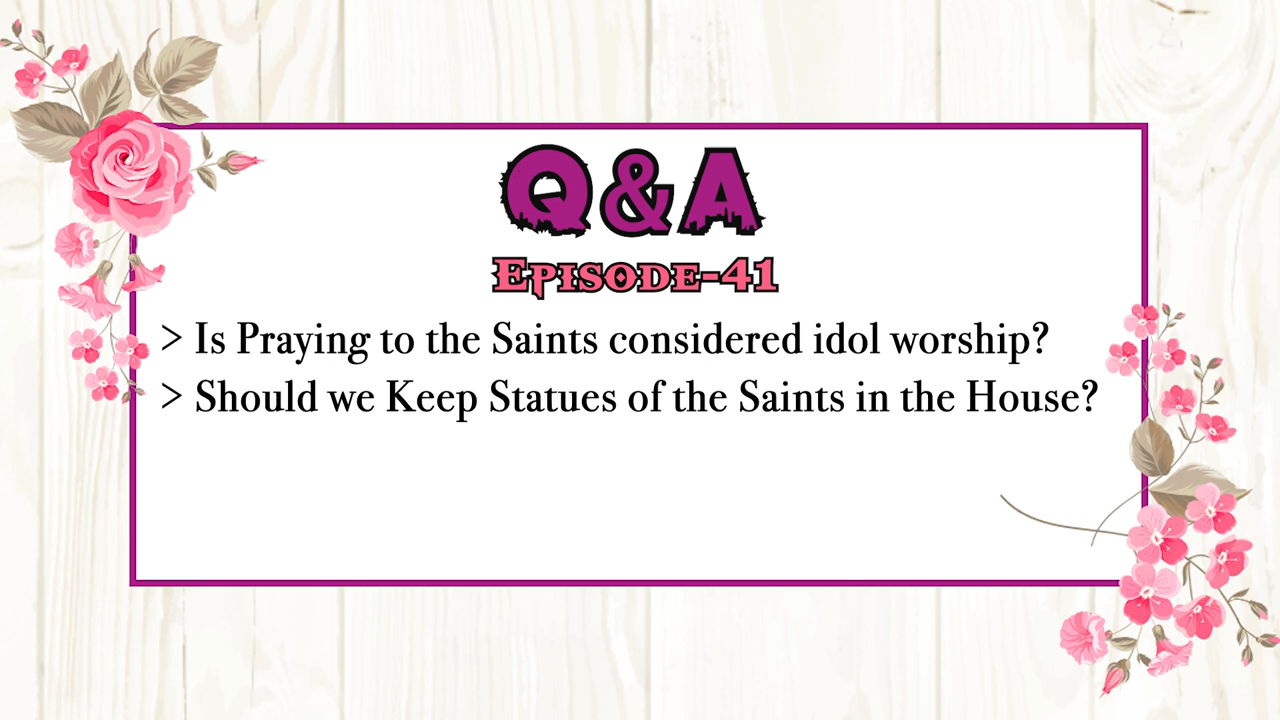 Q&A
Episode-41
> Is Praying to the Saints considered idol worship?
> Should we Keep Statues of the Saints in the House?